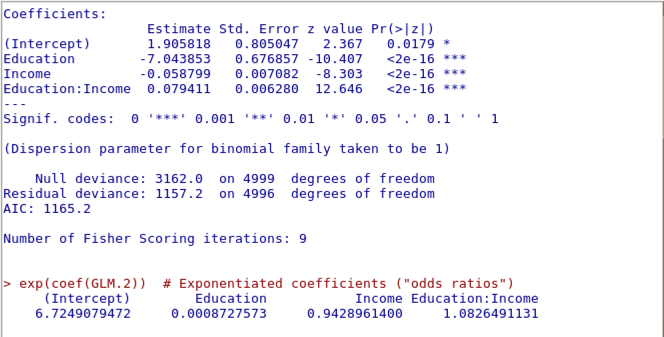 Coefficients:
Estimate Std. Error z value Pr(>|z|)
(Intercept) 1.905818 0.805047 2.367 0.0179 *
Education -7.043853 0.676857 -10.407 <2e-16 ***
Income -0.058799 0.007082 -8.303 <2e-16 ***
Education:Income 0.079411 0.006280 12.646 <2e-16 ***
---
Signif. codes: 0 '***' 0.001 '**' 0.01 '*' 0.05 '.' 0.1 ' ' 1
(Dispersion parameter for binomial family taken to be 1)
Null deviance: 3162.0 on 4999 degrees of freedom
Residual deviance: 1157.2 on 4996 degrees of freedom
AIC: 1165.2
Number of Fisher Scoring iterations: 9
> exp(coef(GLM.2)) # Exponentiated coefficients ("odds ratios")
(Intercept) Education Income Education:Income
6.7249079472 0.0008727573 0.9428961400 1.0826491131